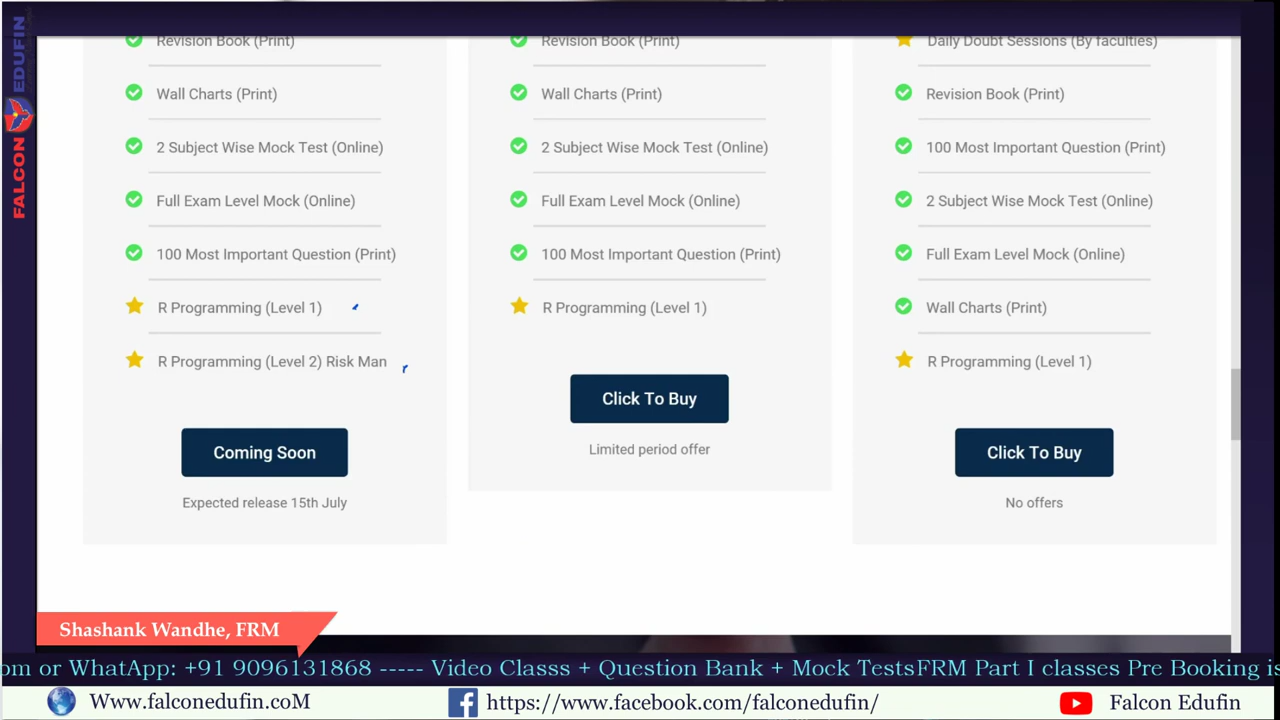 FALCON EDUFIN
Revision Book (Print)
Wall Charts (Print)
2 Subject Wise Mock Test (Online)
Full Exam Level Mock (Online)
100 Most Important Question (Print)
R Programming (Level 1)
R Programming (Level 2) Risk Man
Coming Soon
Expected release 15th July
Revision Book (Print)
Wall Charts (Print)
2 Subject Wise Mock Test (Online)
Full Exam Level Mock (Online)
100 Most Important Question (Print)
R Programming (Level 1)
Click To Buy
Limited period offer
Daily Doubt Sessions (By faculties)
Revision Book (Print)
100 Most Important Question (Print)
2 Subject Wise Mock Test (Online)
Full Exam Level Mock (Online)
Wall Charts (Print)
R Programming (Level 1)
Click To Buy
No offers
Shashank Wandhe, FRM
om or WhatApp: +91 9096131868 ----- Video Classs + Question Bank + Mock TestsFRM Part I classes Pre Booking is
Www.falconedufin.coM
https://www.facebook.com/falconedufin/
Falcon Edufin